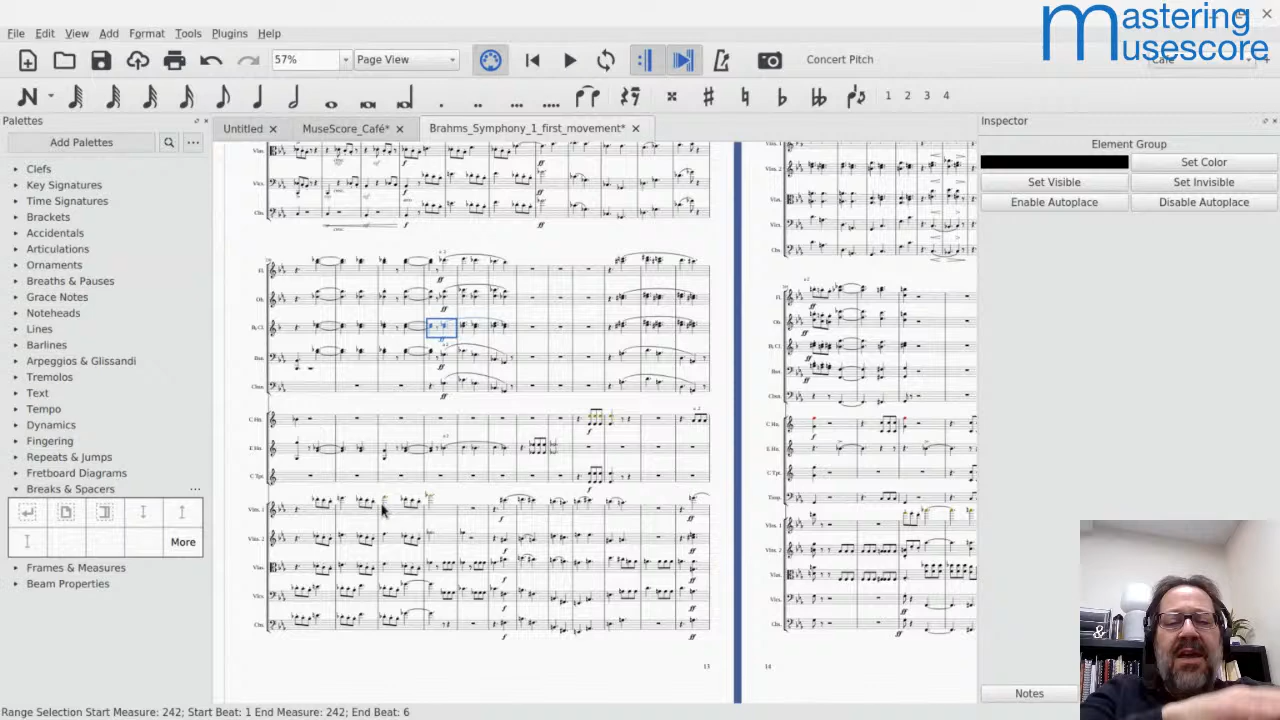 mastering
musescore
File Edit View Add Format Tools Plugins Help
57% Page View Concert Pitch
1 2 3 4
Palettes
Inspector
Untitled MuseScore_Café* Brahms_Symphony_1_first_movement*
Add Palettes
Element Group
Set Color
Set Visible Set Invisible
Enable Autoplace Disable Autoplace
Clefs
Key Signatures
Time Signatures
Brackets
Accidentals
Articulations
Ornaments
Breaths & Pauses
Grace Notes
Noteheads
Lines
Barlines
Arpeggios & Glissandi
Tremolos
Text
Tempo
Dynamics
Fingering
Repeats & Jumps
Fretboard Diagrams
Breaks & Spacers
More
Frames & Measures
Beam Properties
13
14
Notes
Range Selection Start Measure: 242; Start Beat: 1 End Measure: 242; End Beat: 6